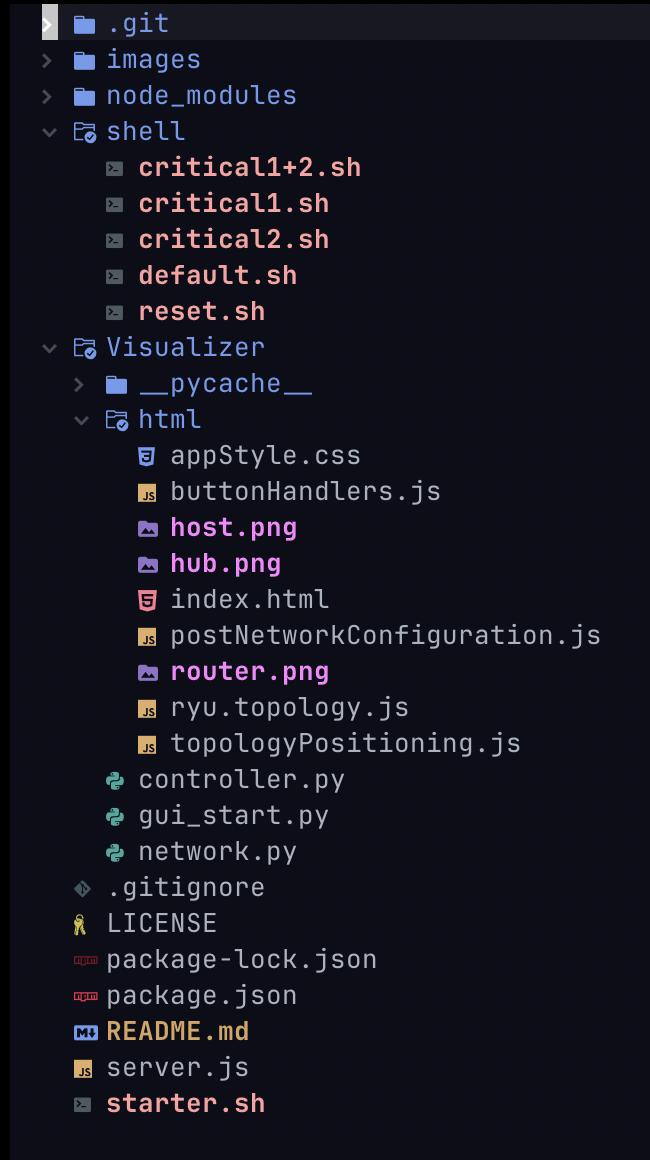 .git
images
node_modules
shell
critical1+2.sh
critical1.sh
critical2.sh
default.sh
reset.sh
Visualizer
__pycache__
html
appStyle.css
buttonHandlers.js
host.png
hub.png
index.html
postNetworkConfiguration.js
router.png
ryu.topology.js
topologyPositioning.js
controller.py
gui_start.py
network.py
.gitignore
LICENSE
package-lock.json
package.json
README.md
server.js
starter.sh